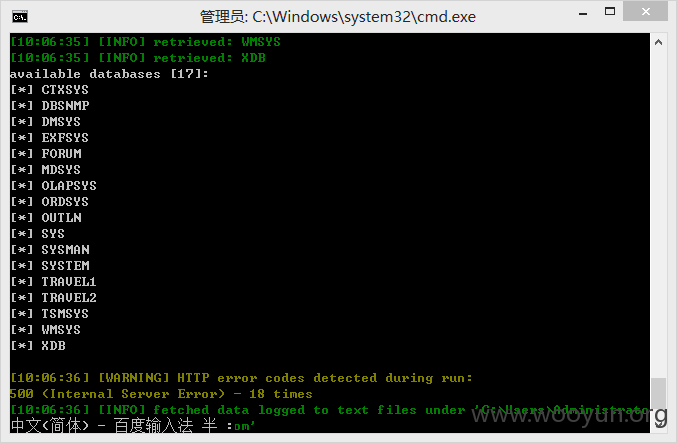 管理员: C:\Windows\system32\cmd.exe
[10:06:35] [INFO] retrieved: WMSYS
[10:06:35] [INFO] retrieved: XDB
available databases [17]:
[*] CTXSYS
[*] DBSNMP
[*] DMSYS
[*] EXFSYS
[*] FORUM
[*] MDSYS
[*] OLAPSYS
[*] ORDSYS
[*] OUTLN
[*] SYS
[*] SYSMAN
[*] SYSTEM
[*] TRAVEL1
[*] TRAVEL2
[*] TSMSYS
[*] WMSYS
[*] XDB
[10:06:36] [WARNING] HTTP error codes detected during run:
500 (Internal Server Error) - 18 times
[10:06:36] [INFO] fetched data logged to text files under 'C:\Users\Administrato
中文(简体) - 百度输入法 半 :om'
www.wooyun.org